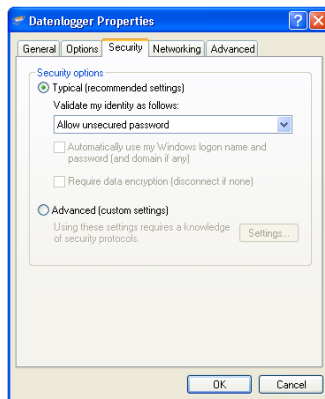 Datenlogger Properties
General Options Security Networking Advanced
Security options
Typical (recommended settings)
Validate my identity as follows:
Allow unsecured password
Automatically use my Windows logon name and
password (and domain if any)
Require data encryption (disconnect if none)
Advanced (custom settings)
Using these settings requires a knowledge
of security protocols.
Settings...
OK Cancel